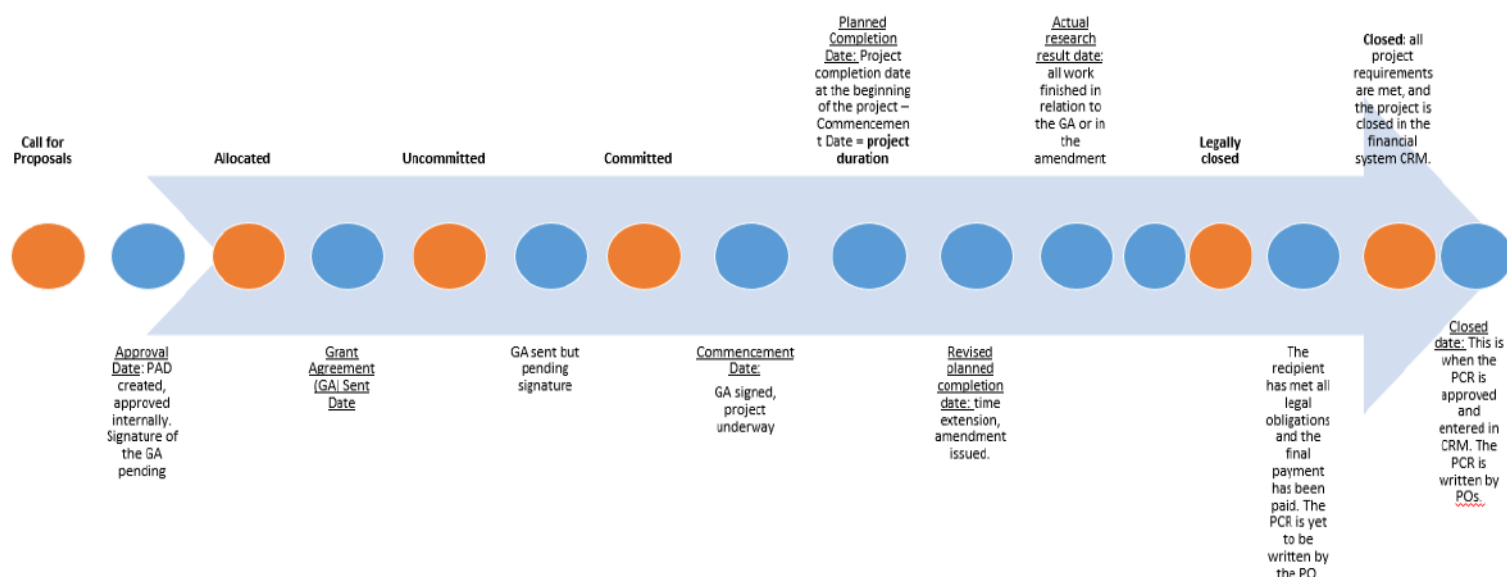 Call for
Proposals
Allocated
Uncommitted
Committed
Planned
Completion
Date: Project
completion date
at the beginning
of the project –
Commencemen
t Date = project
duration
Actual
research
result date:
all work
finished in
relation to
the GA or in
the
amendment
Legally
closed
Closed: all
project
requirements
are met, and
the project is
closed in the
financial
system CRM.
Approval
Date: PAD
created,
approved
internally.
Signature of
the GA
pending
Grant
Agreement
(GA) Sent
Date
GA sent but
pending
signature
Commencement
Date:
GA signed,
project
underway
Revised
planned
completion
date: time
extension,
amendment
issued.
The
recipient
has met all
legal
obligations
and the
final
payment
has been
paid. The
PCR is yet
to be
written by
the PO
Closed
date: This is
when the
PCR is
approved
and
entered in
CRM. The
PCR is
written by
POs.